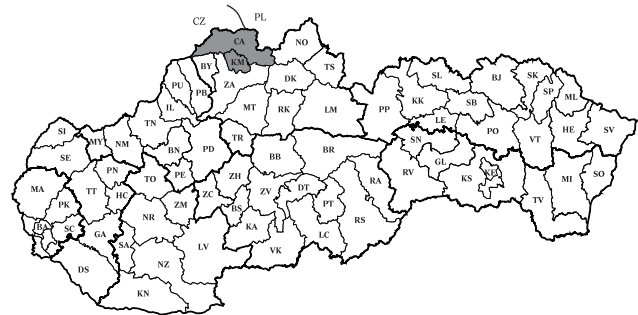 CZ PL
CA NO
BY KM TS
PU PB ZA DK SL BJ SK
IL MT RK LM PP KK SB SP ML
TN LE PO HE SV
SI MY NM BN PD TR BB BR SN VT
SE PN TO PE ZH GL
MA TT HC ZC ZV DT RA RV KS KE TV MI SO
PK NR ZM BS PT
BA SC GA SA KA LC RS
DS NZ LV VK
KN